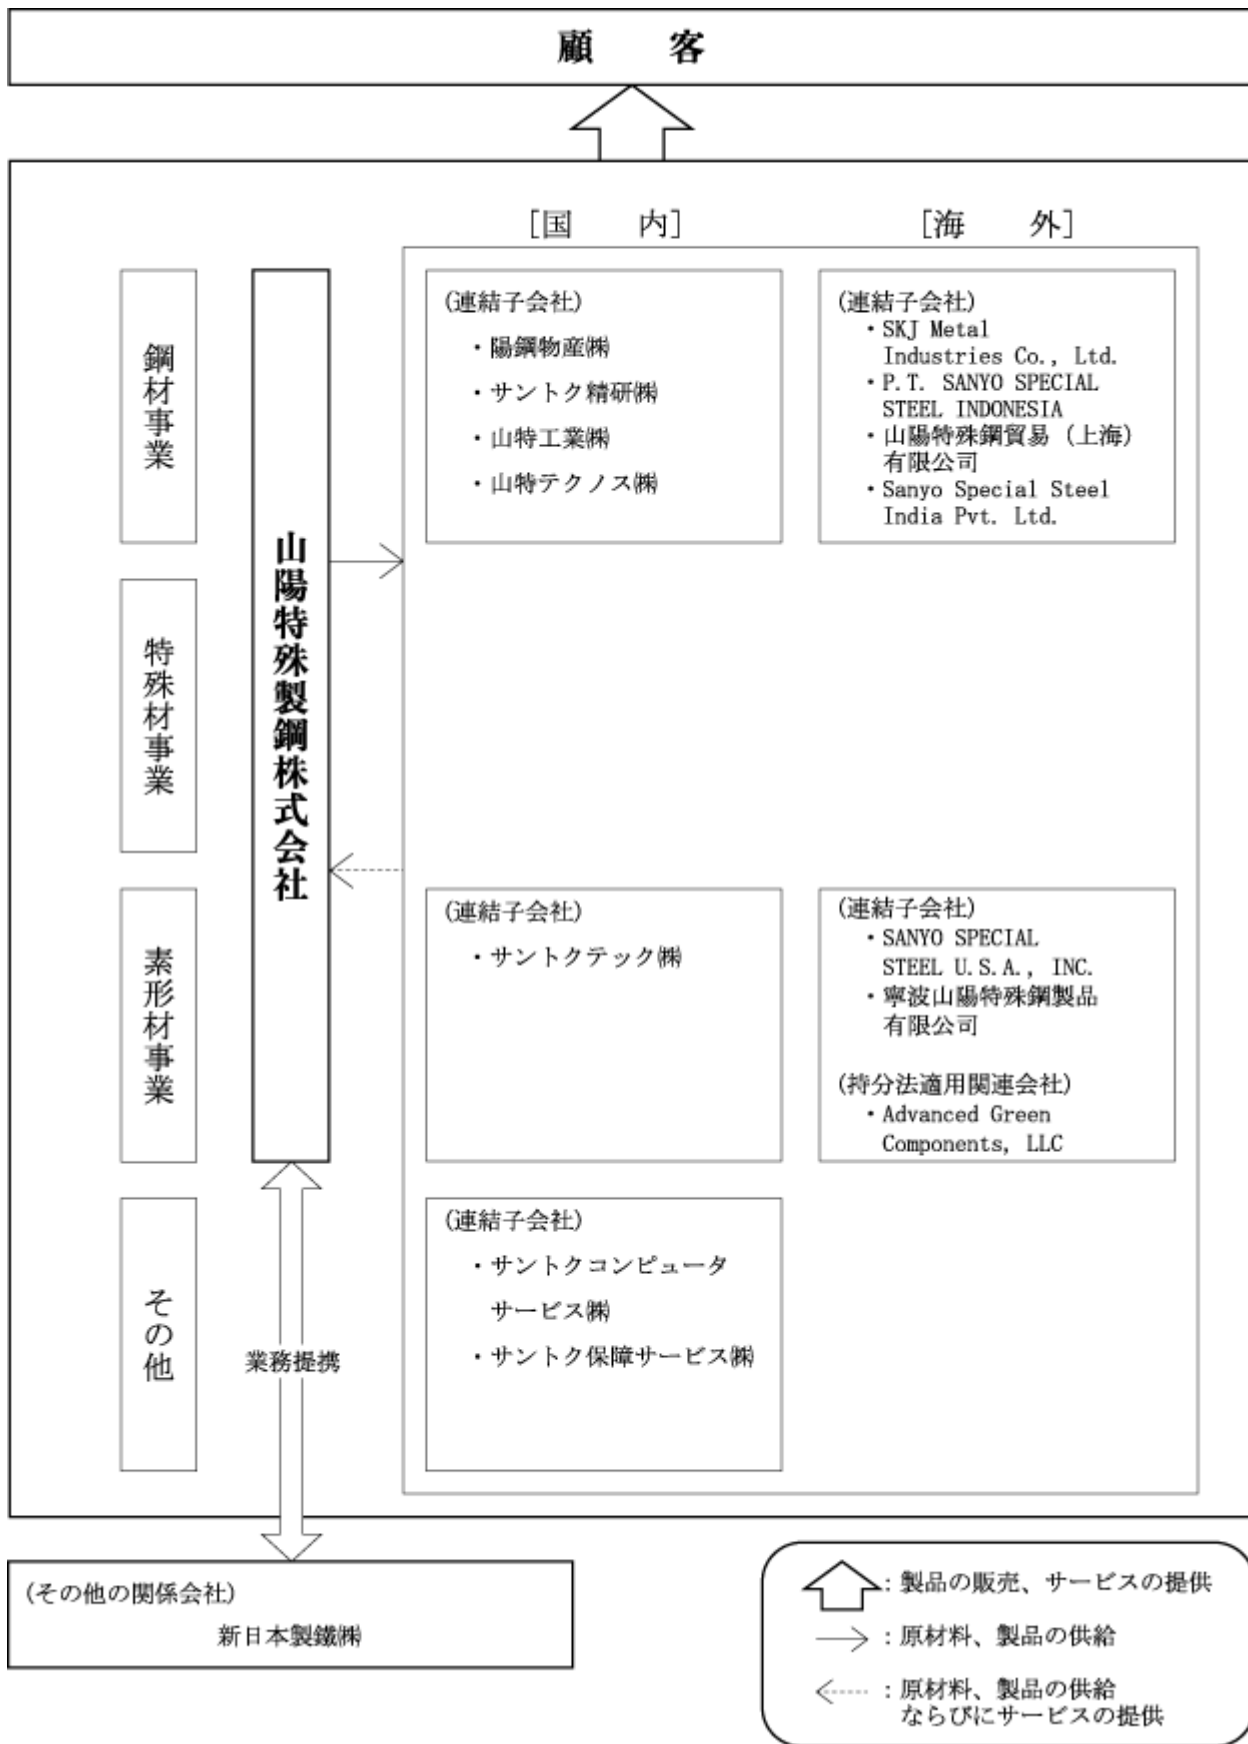 顧　客
[国　内]
[海　外]
鋼材事業
特殊材事業
素形材事業
その他
山陽特殊製鋼株式会社
(連結子会社)
・陽鋼物産㈱
・サントク精研㈱
・山特工業㈱
・山特テクノス㈱
(連結子会社)
・SKJ Metal
Industries Co., Ltd.
・P.T. SANYO SPECIAL
STEEL INDONESIA
・山陽特殊鋼貿易（上海）
有限公司
・Sanyo Special Steel
India Pvt. Ltd.
(連結子会社)
・サントクテック㈱
(連結子会社)
・SANYO SPECIAL
STEEL U.S.A., INC.
・寧波山陽特殊鋼製品
有限公司
(持分法適用関連会社)
・Advanced Green
Components, LLC
(連結子会社)
・サントクコンピュータ
サービス㈱
・サントク保障サービス㈱
業務提携
(その他の関係会社)
新日本製鐵㈱
：製品の販売、サービスの提供
：原材料、製品の供給
：原材料、製品の供給
ならびにサービスの提供